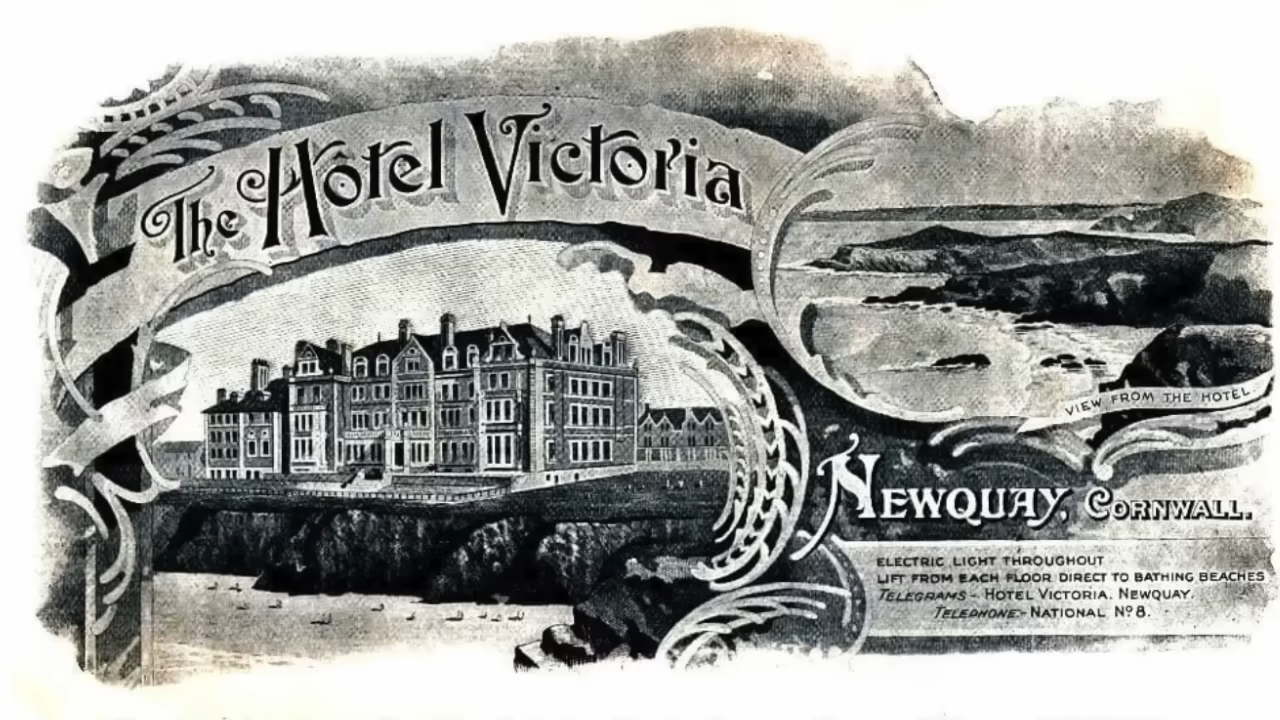 The Hôtel Victoria
VIEW FROM THE HOTEL
NEWQUAY, CORNWALL.
ELECTRIC LIGHT THROUGHOUT
LIFT FROM EACH FLOOR DIRECT TO BATHING BEACHES
TELEGRAMS - HOTEL VICTORIA. NEWQUAY.
TELEPHONE:- NATIONAL Nº 8.